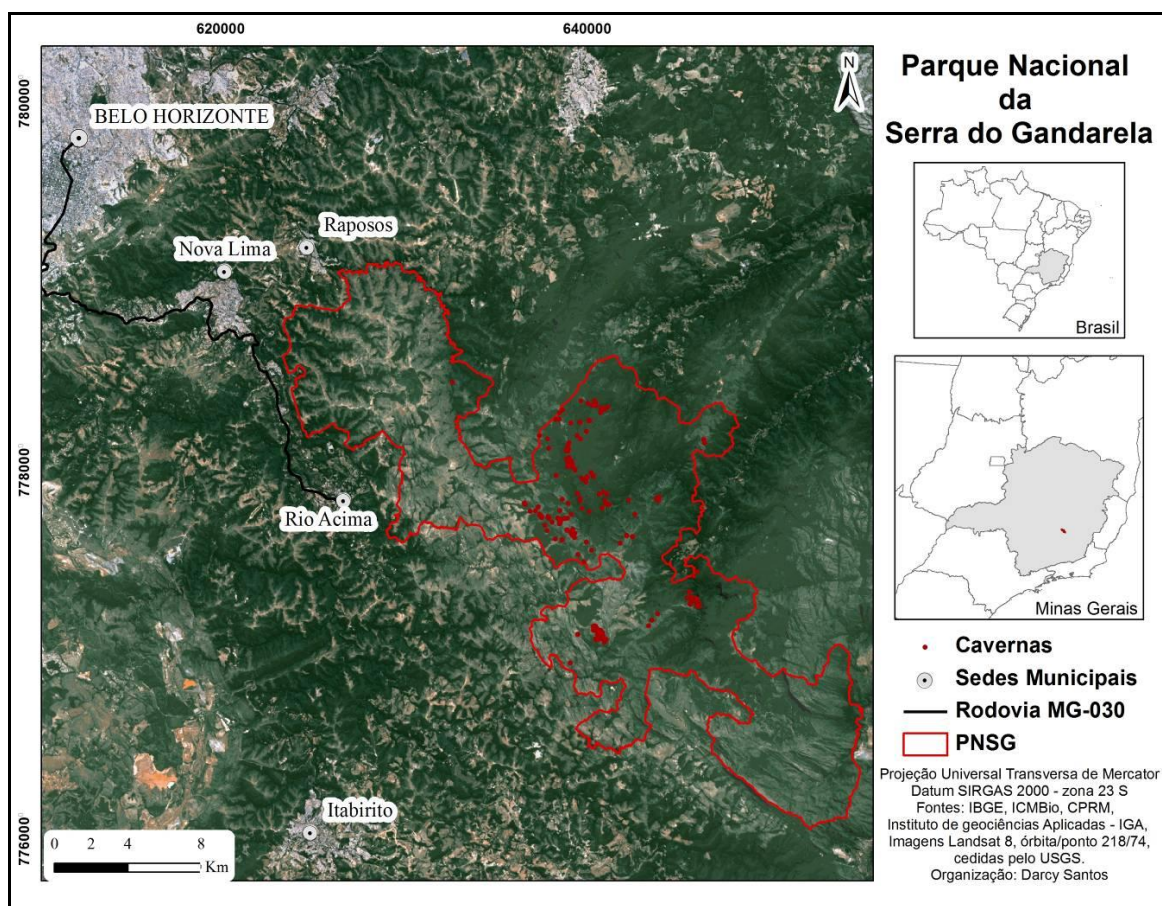 620000
640000
7800000
7780000
7760000
N
BELO HORIZONTE
Raposos
Nova Lima
Rio Acima
Itabirito
0 2 4 8
Km
Parque Nacional
da
Serra do Gandarela
Brasil
Minas Gerais
Cavernas
Sedes Municipais
Rodovia MG-030
PNSG
Projeção Universal Transversa de Mercator
Datum SIRGAS 2000 - zona 23 S
Fontes: IBGE, ICMBio, CPRM,
Instituto de geociências Aplicadas - IGA,
Imagens Landsat 8, órbita/ponto 218/74,
cedidas pelo USGS.
Organização: Darcy Santos